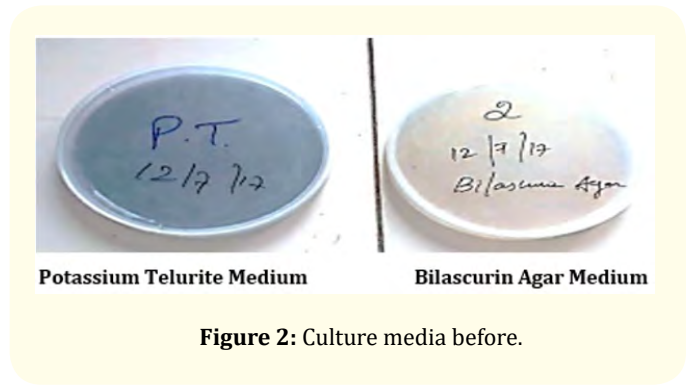 P.T.
12/7/17
2
12/7/17
Bilascurin Agar
Potassium Telurite Medium
Bilascurin Agar Medium
Figure 2: Culture media before.